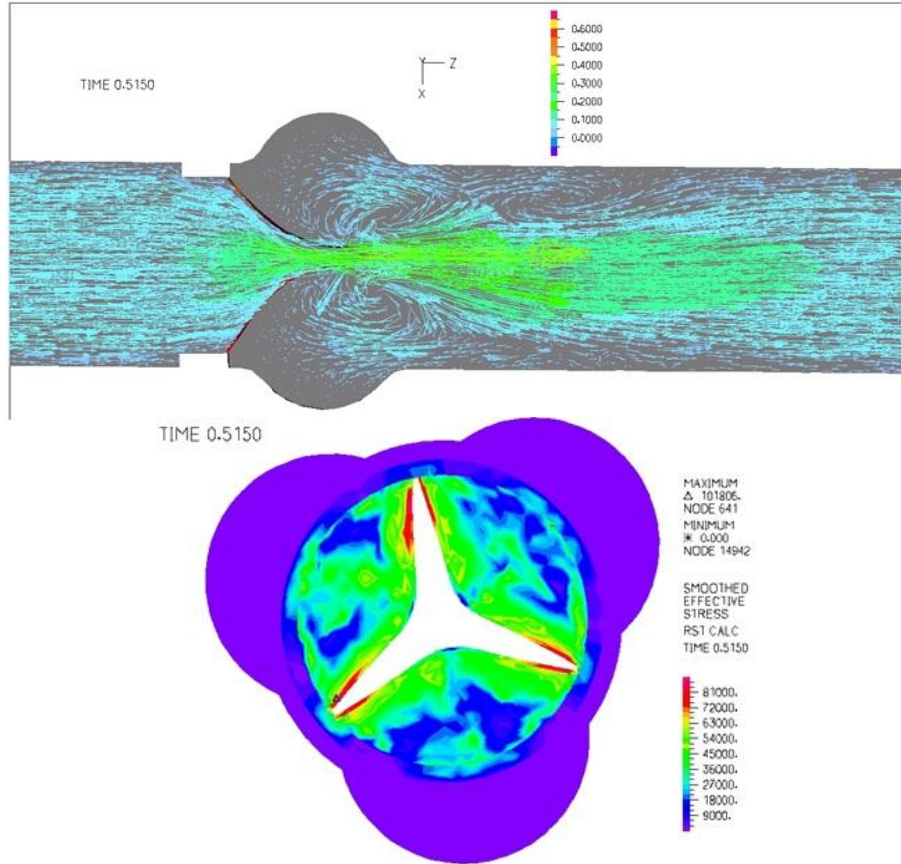 TIME 0.5150
Y
Z
X
0.6000
0.5000
0.4000
0.3000
0.2000
0.1000
0.0000
TIME 0.5150
MAXIMUM
△ 101806.
NODE 641
MINIMUM
✳ 0.000
NODE 14942
SMOOTHED
EFFECTIVE
STRESS
RST CALC
TIME 0.5150
81000.
72000.
63000.
54000.
45000.
36000.
27000.
18000.
9000.